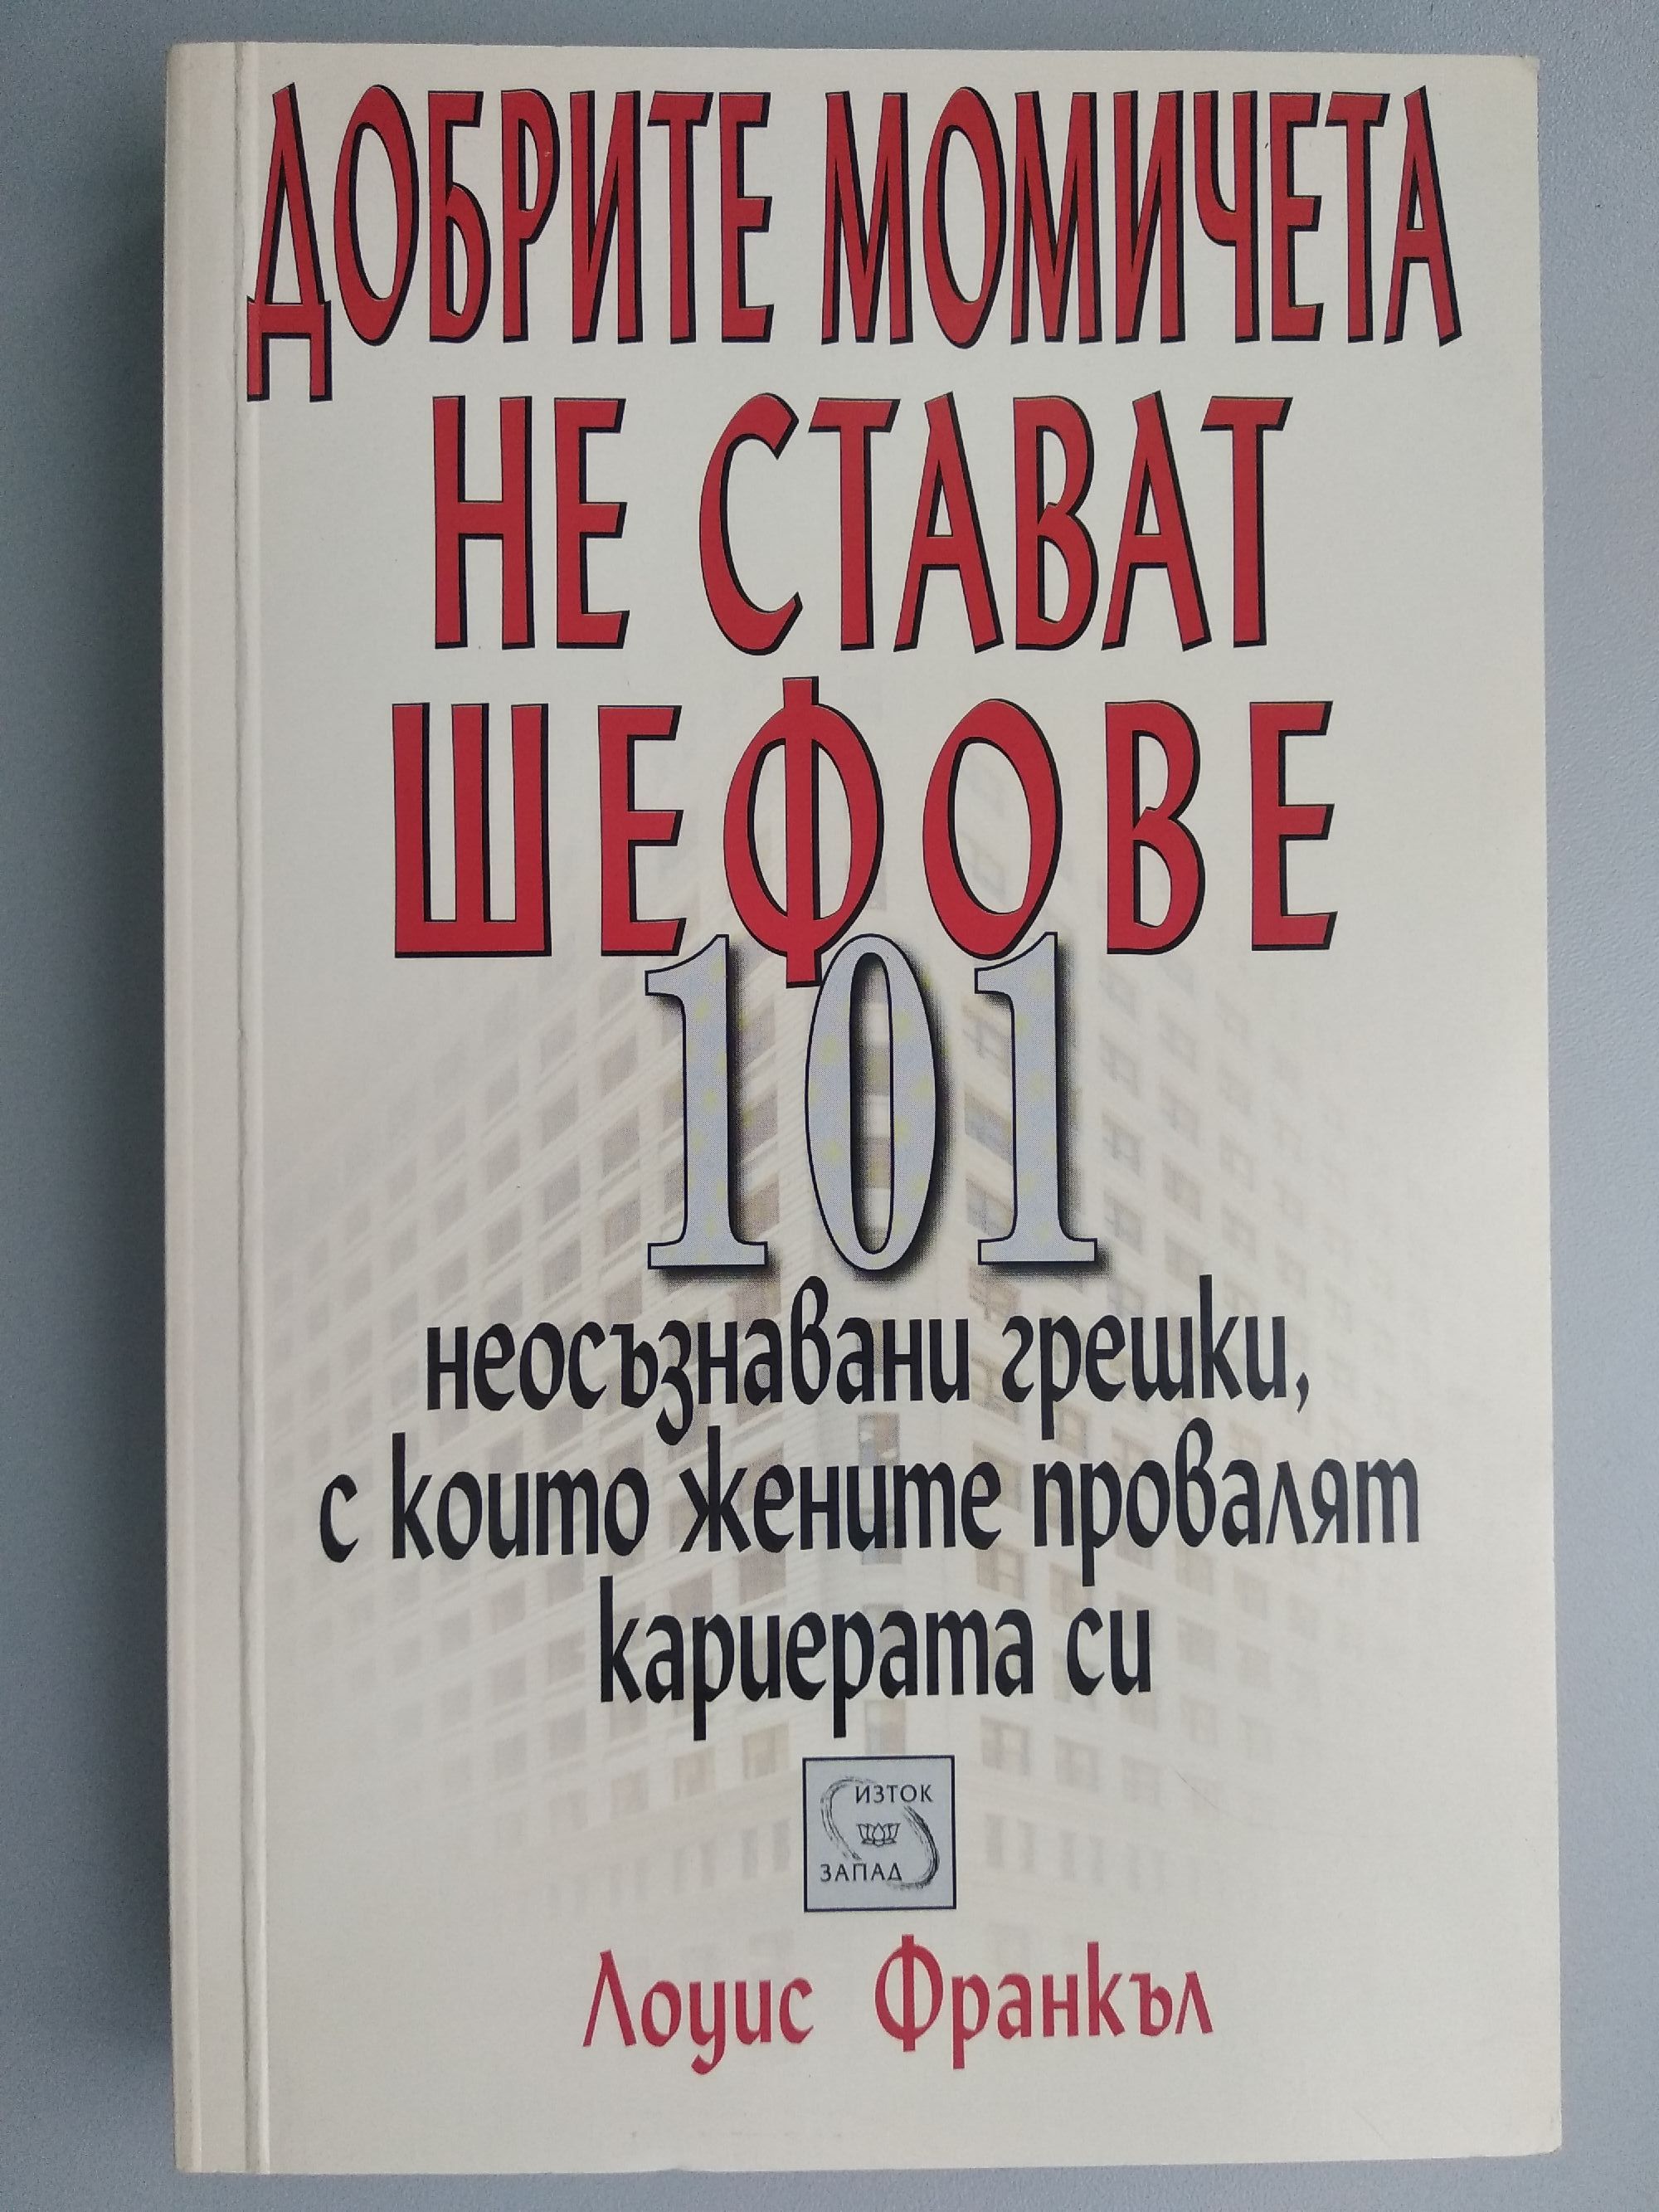 ДОБРИТЕ МОМИЧЕТА
НЕ СТАВАТ
ШЕФОВЕ
101
неосъзнавани грешки,
с които жените провалят
кариерата си
ИЗТОК
ЗАПАД
Лоуис Франкъл